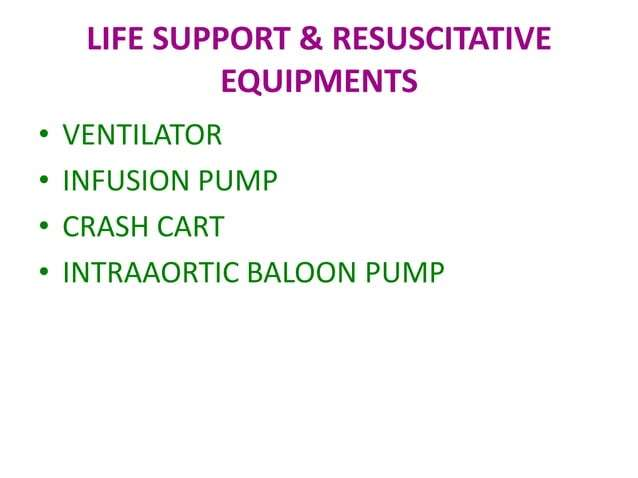 LIFE SUPPORT & RESUSCITATIVE
EQUIPMENTS
• VENTILATOR
• INFUSION PUMP
• CRASH CART
• INTRAAORTIC BALOON PUMP